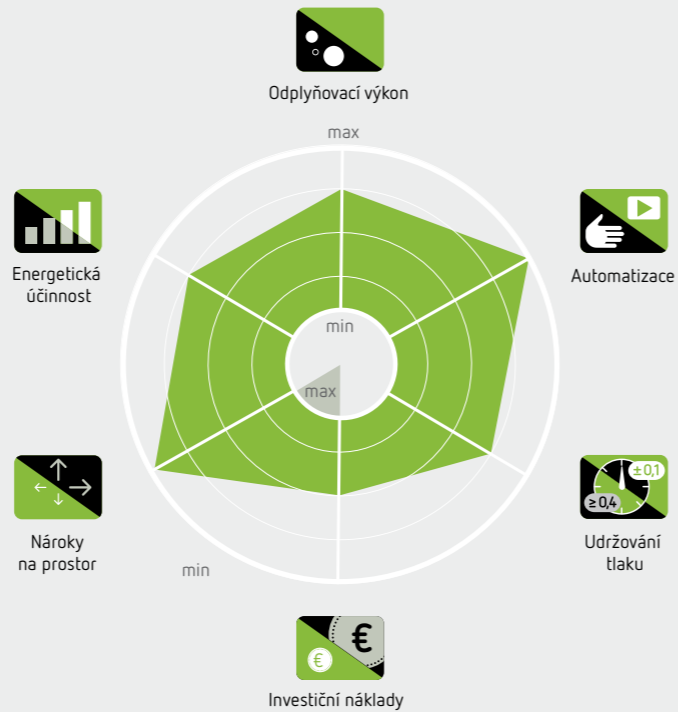 Odplyňovací výkon
max
Energetická
účinnost
Automatizace
min
max
Nároky
na prostor
± 0,1
≥ 0,4
Udržování
tlaku
min
€
€
Investiční náklady